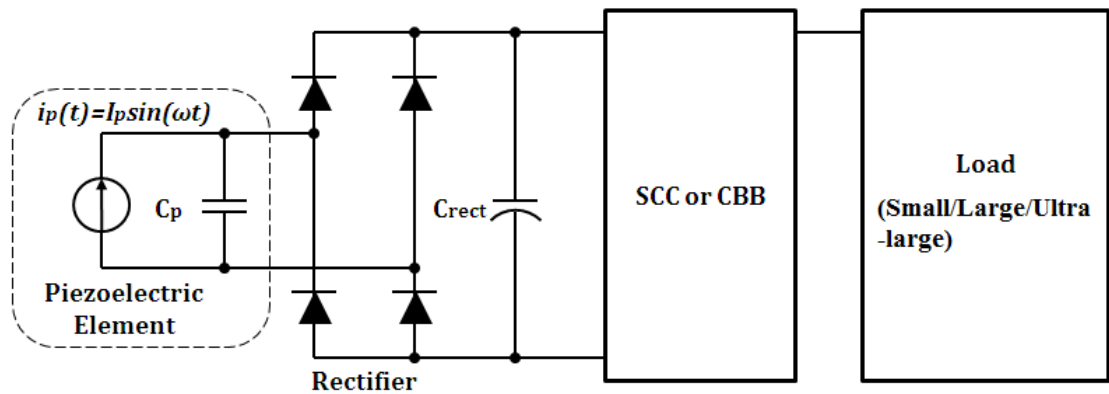 ip(t)=Ipsin(ωt)
Cp
Piezoelectric
Element
Rectifier
Crect
SCC or CBB
Load
(Small/Large/Ultra
-large)